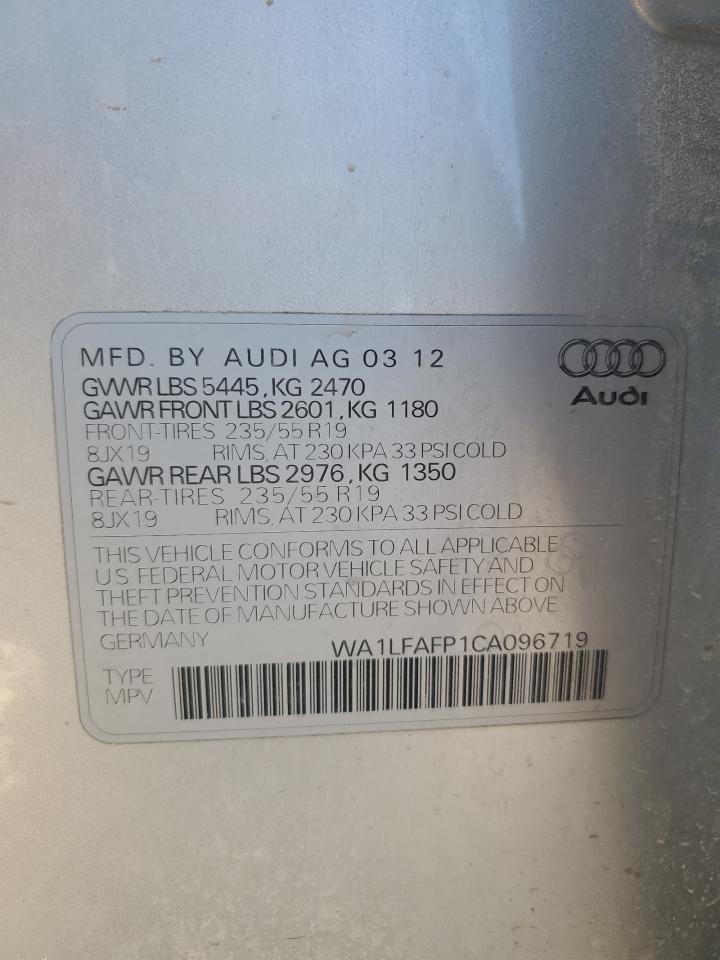 MFD. BY AUDI AG 03 12
Audi
GVWR LBS 5445, KG 2470
GAWR FRONT LBS 2601, KG 1180
FRONT-TIRES 235/55 R19
8JX19 RIMS, AT 230 KPA 33 PSI COLD
GAWR REAR LBS 2976, KG 1350
REAR-TIRES 235/55 R19
8JX19 RIMS, AT 230 KPA 33 PSI COLD
THIS VEHICLE CONFORMS TO ALL APPLICABLE
U.S. FEDERAL MOTOR VEHICLE SAFETY AND
THEFT PREVENTION STANDARDS IN EFFECT ON
THE DATE OF MANUFACTURE SHOWN ABOVE
GERMANY WA1LFAFP1CA096719
TYPE
MPV